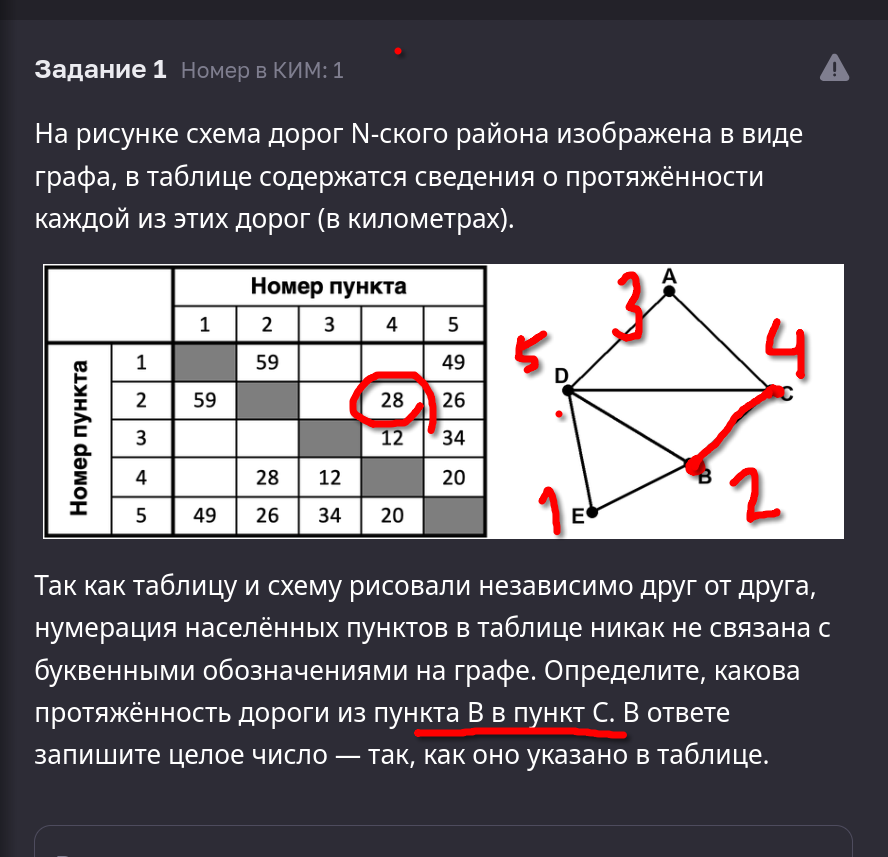 Задание 1 Номер в КИМ: 1
На рисунке схема дорог N-ского района изображена в виде
графа, в таблице содержатся сведения о протяжённости
каждой из этих дорог (в километрах).
Номер пункта
1 2 3 4 5
Номер пункта
1 59 49
2 59 28 26
3 12 34
4 28 12 20
5 49 26 34 20
A
3
5 4
D
C
B
1 2
E
Так как таблицу и схему рисовали независимо друг от друга,
нумерация населённых пунктов в таблице никак не связана с
буквенными обозначениями на графе. Определите, какова
протяжённость дороги из пункта B в пункт C. В ответе
запишите целое число — так, как оно указано в таблице.